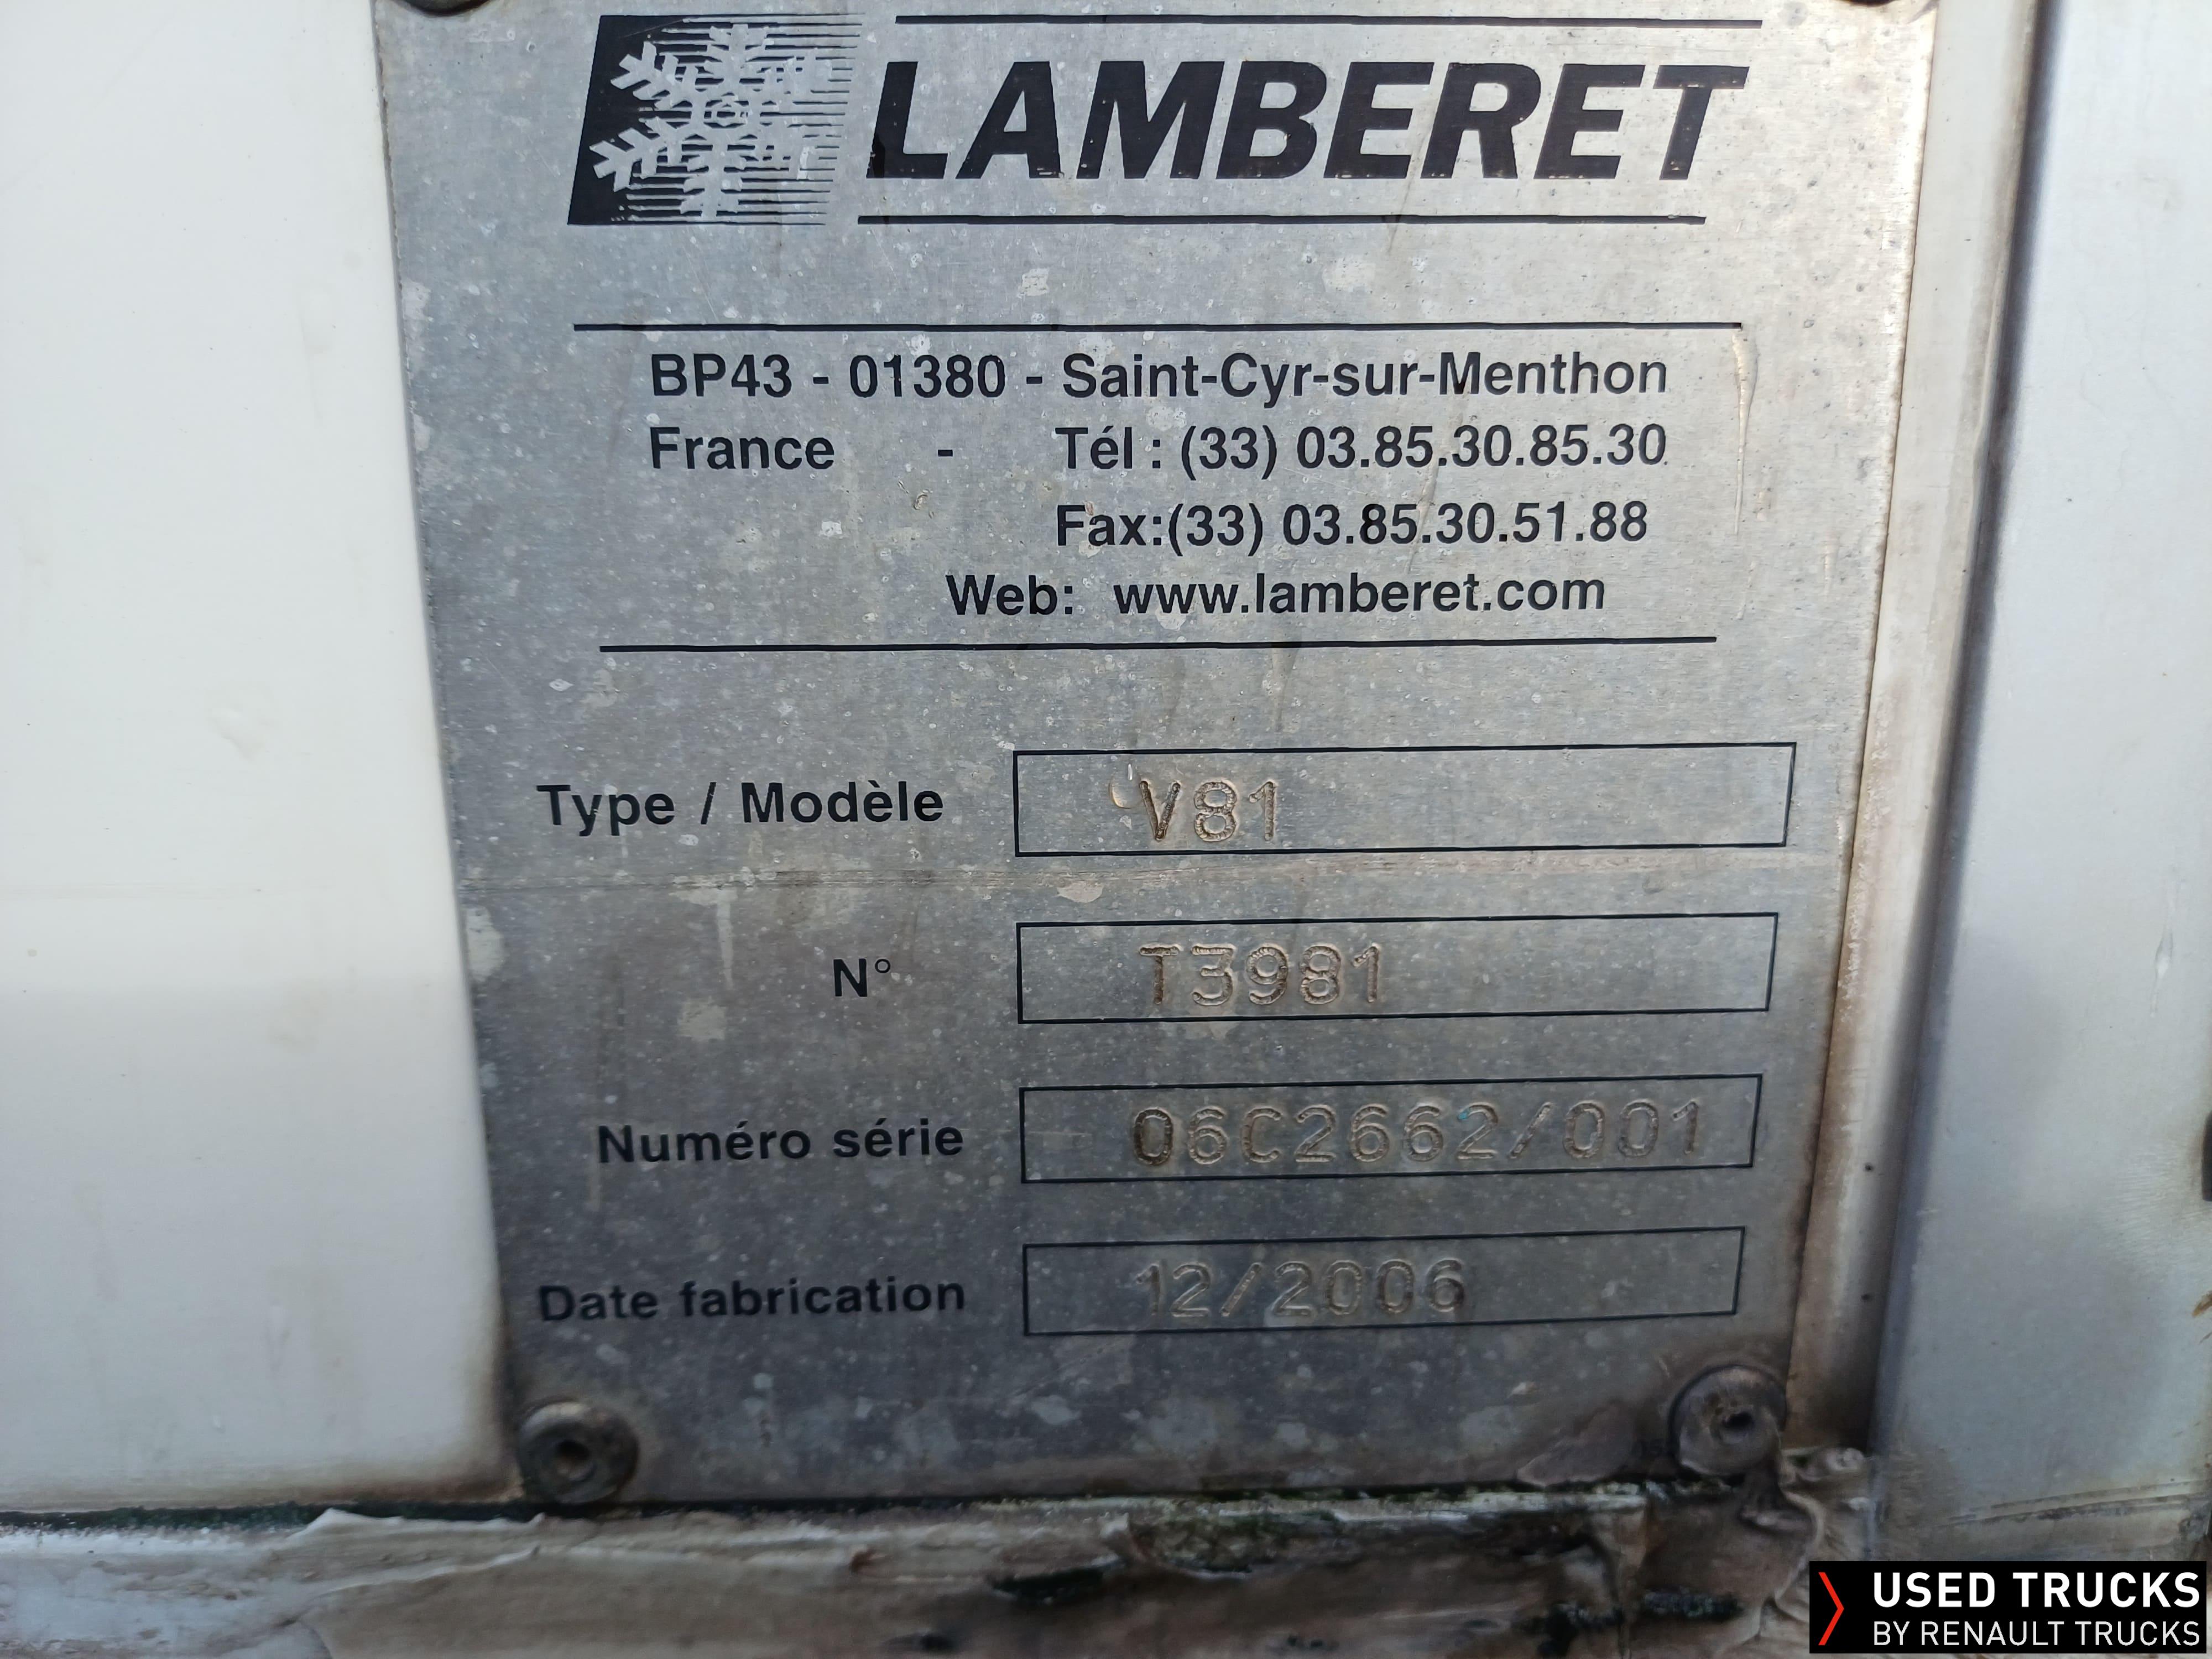 LAMBERET
BP43 - 01380 - Saint-Cyr-sur-Menthon
France - Tél : (33) 03.85.30.85.30
Fax:(33) 03.85.30.51.88
Web: www.lamberet.com
Type / Modèle V81
N° T3981
Numéro série 06C2662/001
Date fabrication 12/2006
USED TRUCKS
BY RENAULT TRUCKS